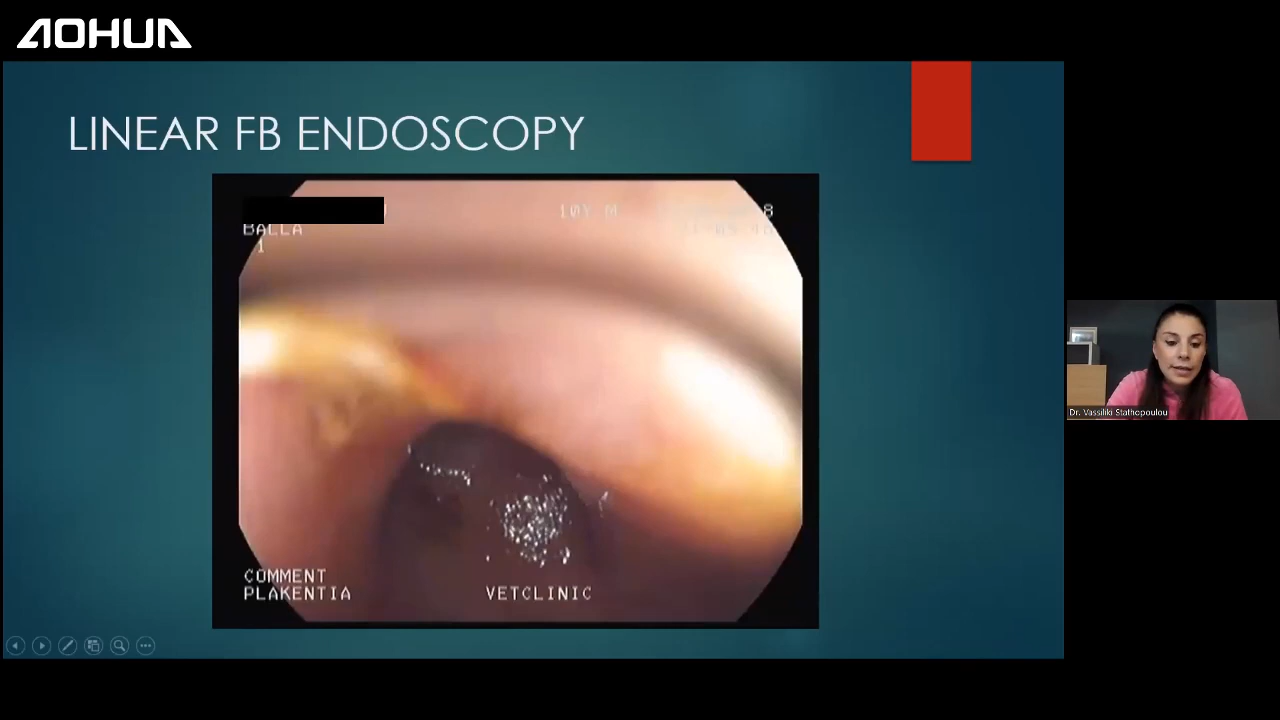 AOHUA
LINEAR FB ENDOSCOPY
BALLA
1
COMMENT
PLAKENTIA
VETCLINIC
Dr. Vassiliki Stathopoulou